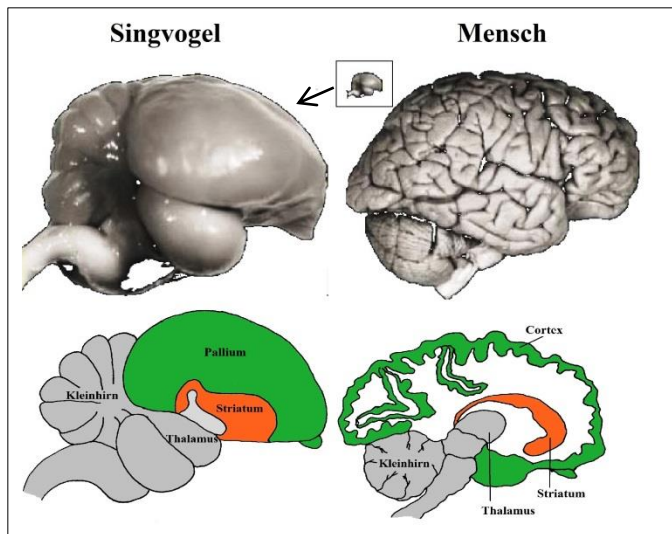 Singvogel
Mensch
Pallium
Kleinhirn
Striatum
Thalamus
Cortex
Kleinhirn
Striatum
Thalamus